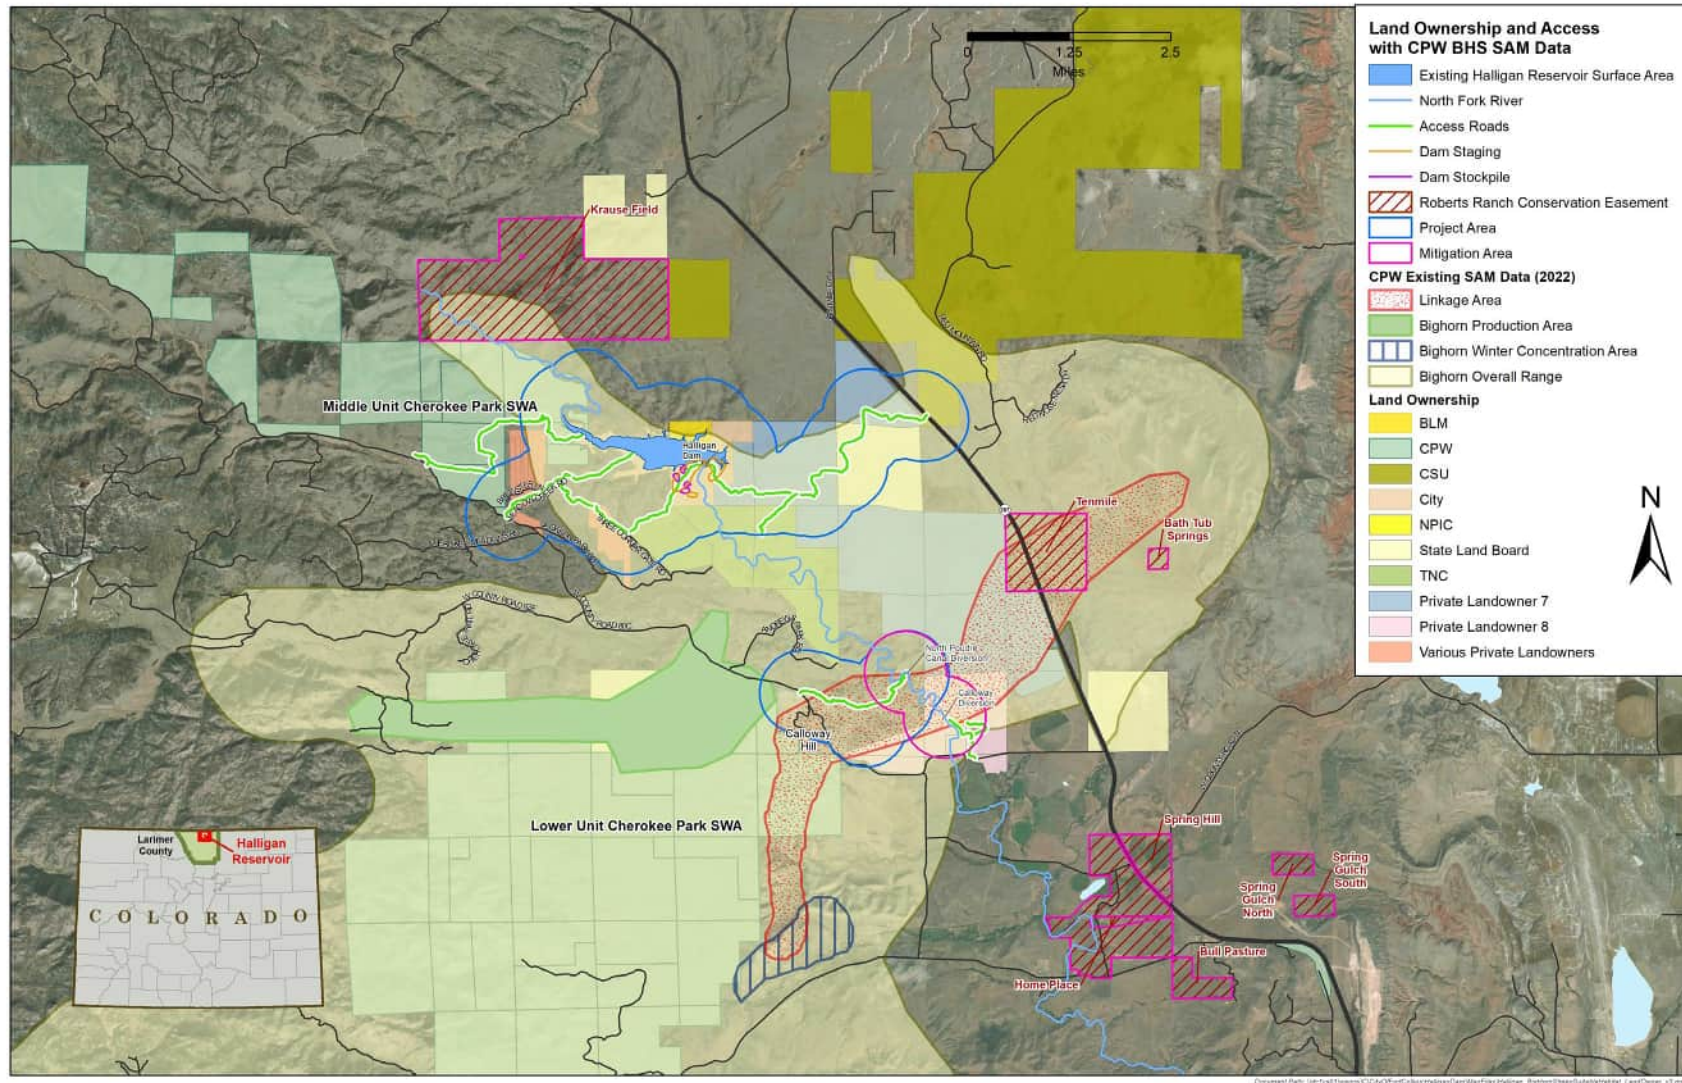 Land Ownership and Access
with CPW BHS SAM Data
Existing Halligan Reservoir Surface Area
North Fork River
Access Roads
Dam Staging
Dam Stockpile
Roberts Ranch Conservation Easement
Project Area
Mitigation Area
CPW Existing SAM Data (2022)
Linkage Area
Bighorn Production Area
Bighorn Winter Concentration Area
Bighorn Overall Range
Land Ownership
BLM
CPW
CSU
City
NPIC
State Land Board
TNC
Private Landowner 7
Private Landowner 8
Various Private Landowners
N
0
1.25
2.5
Miles
Krause Field
Middle Unit Cherokee Park SWA
Halligan
Dam
Tenmile
Bath Tub
Springs
North Poudre
Canal Diversion
Calloway
Diversion
Calloway
Hill
Lower Unit Cherokee Park SWA
Spring Hill
Spring
Gulch
South
Spring
Gulch
North
Bull Pasture
Home Place
Larimer
County
Halligan
Reservoir
COLORADO